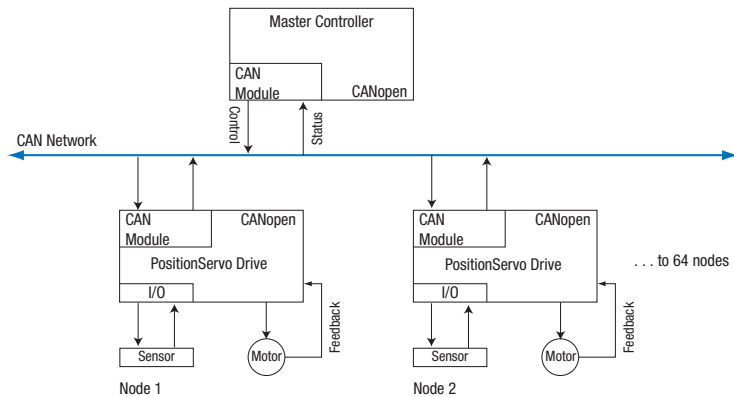 Master Controller
CAN
Module
CANopen
Control
Status
CAN Network
CAN
Module
CANopen
PositionServo Drive
I/O
Sensor
Motor
Feedback
Node 1
CAN
Module
CANopen
PositionServo Drive
I/O
Sensor
Motor
Feedback
Node 2
. . . to 64 nodes